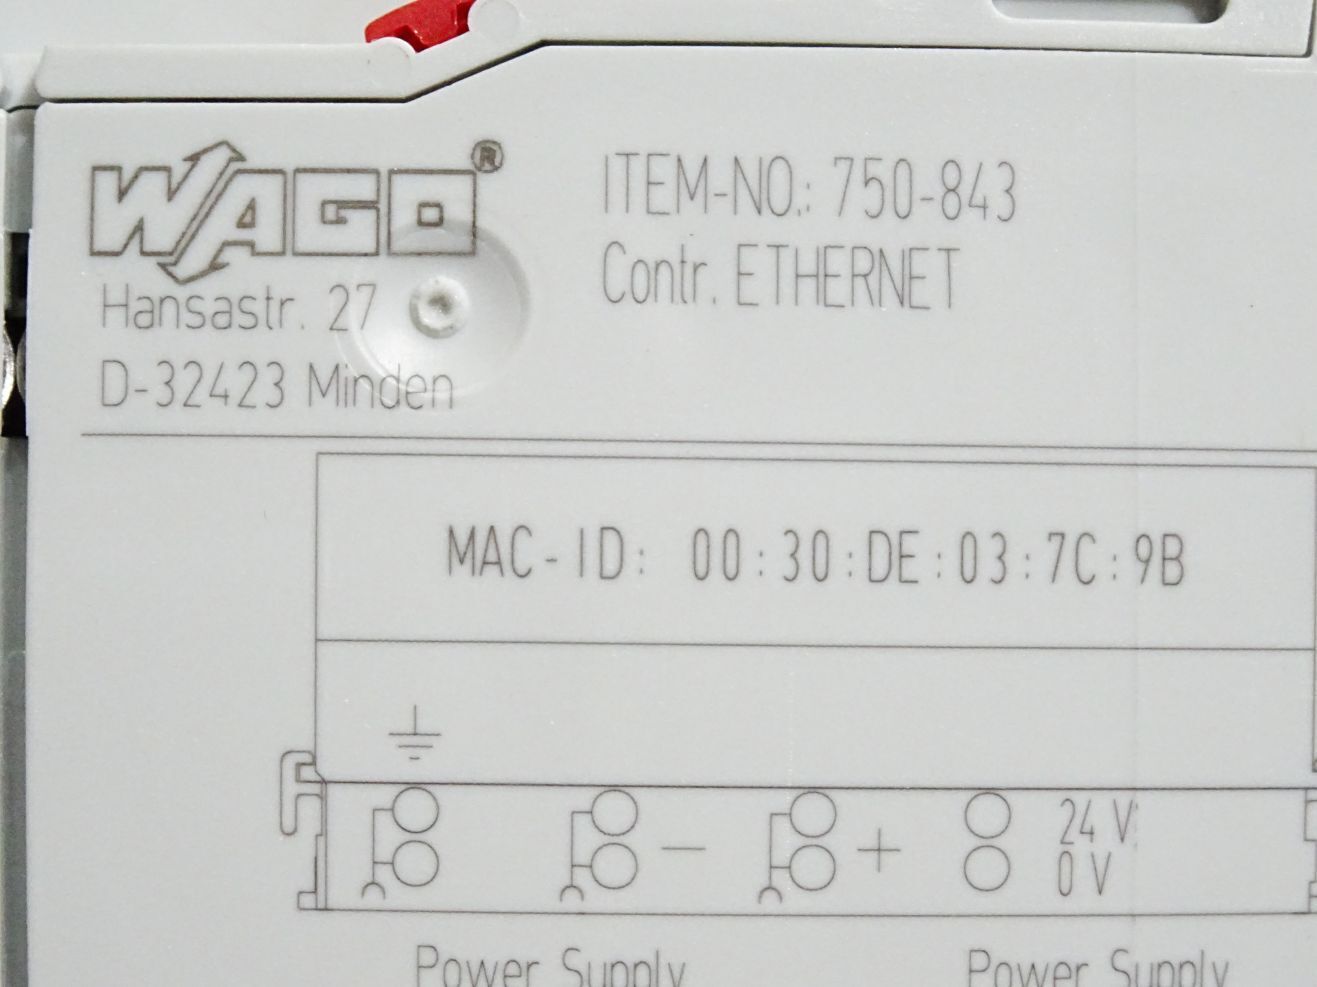 WAGO®
Hansastr. 27
D-32423 Minden
ITEM-NO.: 750-843
Contr. ETHERNET
MAC-ID: 00:30:DE:03:7C:9B
- + 24 V
0 V
Power Supply Power Supply